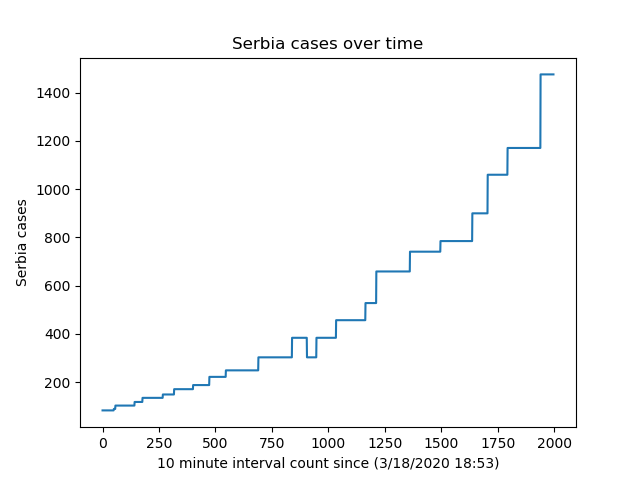 Serbia cases over time
Serbia cases
1400
1200
1000
800
600
400
200
0 250 500 750 1000 1250 1500 1750 2000
10 minute interval count since (3/18/2020 18:53)